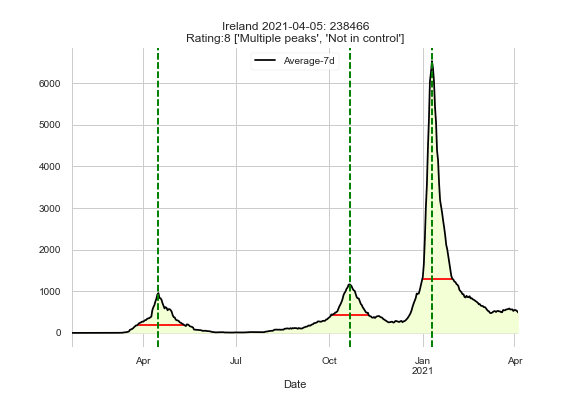 Ireland 2021-04-05: 238466
Rating:8 ['Multiple peaks', 'Not in control']
Average-7d
6000
5000
4000
3000
2000
1000
0
Apr
Jul
Oct
Jan
2021
Apr
Date